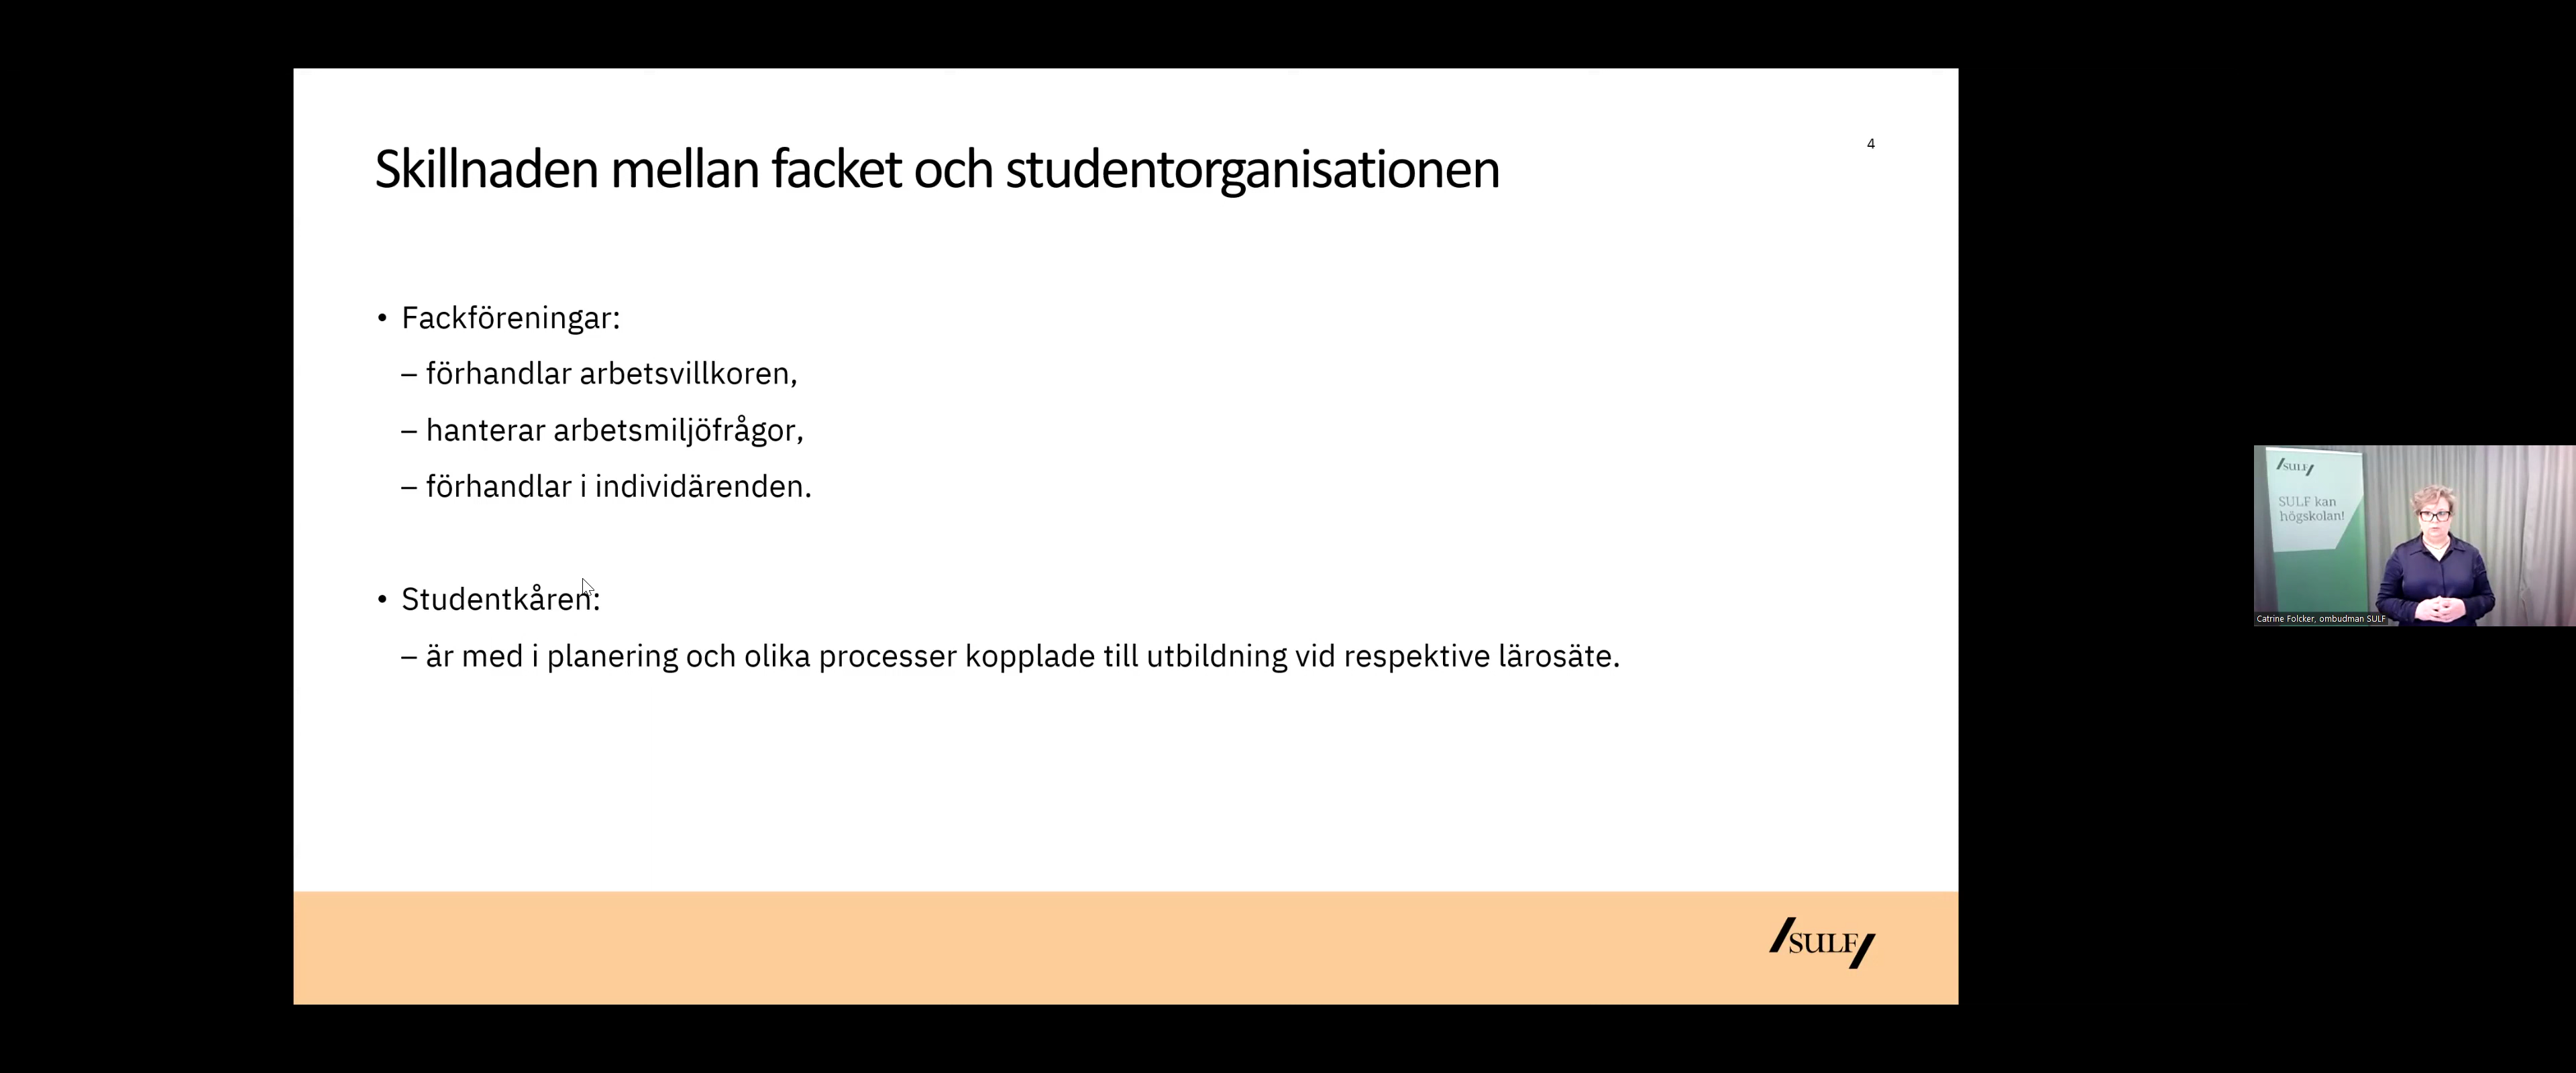 Skillnaden mellan facket och studentorganisationen
4
• Fackföreningar:
– förhandlar arbetsvillkoren,
– hanterar arbetsmiljöfrågor,
– förhandlar i individärenden.
• Studentkåren:
– är med i planering och olika processer kopplade till utbildning vid respektive lärosäte.
SULF
SULF
SULF kan
högskolan!
Catrine Folcker, ombudman SULF